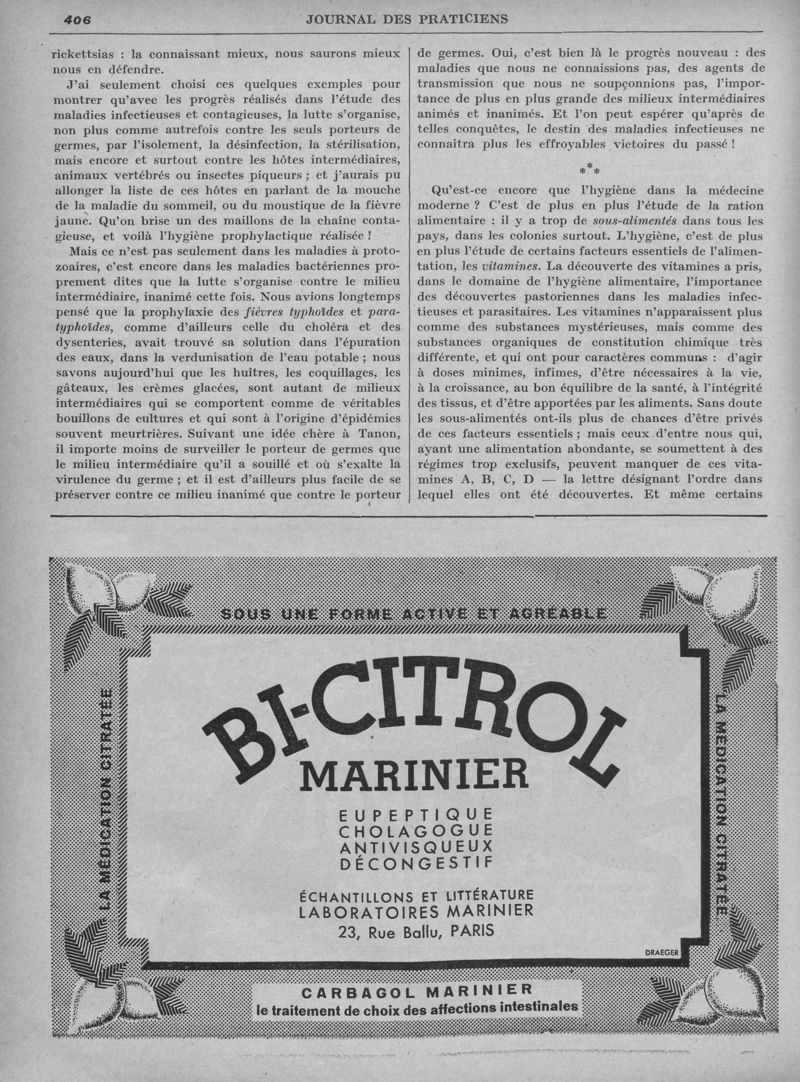 406
JOURNAL DES PRATICIENS
rickettsias : la connaissant mieux, nous saurons mieux
nous en défendre.
J'ai seulement choisi ces quelques exemples pour
montrer qu'avec les progrès réalisés dans l'étude des
maladies infectieuses et contagieuses, la lutte s'organise,
non plus comme autrefois contre les seuls porteurs de
germes, par l'isolement, la désinfection, la stérilisation,
mais encore et surtout contre les hôtes intermédiaires,
animaux vertébrés ou insectes piqueurs ; et j'aurais pu
allonger la liste de ces hôtes en parlant de la mouche
de la maladie du sommeil, ou du moustique de la fièvre
jaune. Qu'on brise un des maillons de la chaîne conta-
gieuse, et voilà l'hygiène prophylactique réalisée !
Mais ce n'est pas seulement dans les maladies à proto-
zoaires, c'est encore dans les maladies bactériennes pro-
prement dites que la lutte s'organise contre le milieu
intermédiaire, inanimé cette fois. Nous avions longtemps
pensé que la prophylaxie des fièvres typhoïdes et para-
typhoïdes, comme d'ailleurs celle du choléra et des
dysenteries, avait trouvé sa solution dans l'épuration
des eaux, dans la verdunisation de l'eau potable ; nous
savons aujourd'hui que les huîtres, les coquillages, les
gâteaux, les crèmes glacées, sont autant de milieux
intermédiaires qui se comportent comme de véritables
bouillons de cultures et qui sont à l'origine d'épidémies
souvent meurtrières. Suivant une idée chère à Tanon,
il importe moins de surveiller le porteur de germes que
le milieu intermédiaire qu'il a souillé et où s'exalte la
virulence du germe ; et il est d'ailleurs plus facile de se
préserver contre ce milieu inanimé que contre le porteur
de germes. Oui, c'est bien là le progrès nouveau : des
maladies que nous ne connaissions pas, des agents de
transmission que nous ne soupçonnions pas, l'impor-
tance de plus en plus grande des milieux intermédiaires
animés et inanimés. Et l'on peut espérer qu'après de
telles conquêtes, le destin des maladies infectieuses ne
connaîtra plus les effroyables victoires du passé !
***
Qu'est-ce encore que l'hygiène dans la médecine
moderne ? C'est de plus en plus l'étude de la ration
alimentaire : il y a trop de sous-alimentés dans tous les
pays, dans les colonies surtout. L'hygiène, c'est de plus
en plus l'étude de certains facteurs essentiels de l'alimen-
tation, les vitamines. La découverte des vitamines a pris,
dans le domaine de l'hygiène alimentaire, l'importance
des découvertes pastoriennes dans les maladies infec-
tieuses et parasitaires. Les vitamines n'apparaissent plus
comme des substances mystérieuses, mais comme des
substances organiques de constitution chimique très
différente, et qui ont pour caractères communs : d'agir
à doses minimes, infimes, d'être nécessaires à la vie,
à la croissance, au bon équilibre de la santé, à l'intégrité
des tissus, et d'être apportées par les aliments. Sans doute
les sous-alimentés ont-ils plus de chances d'être privés
de ces facteurs essentiels ; mais ceux d'entre nous qui,
ayant une alimentation abondante, se soumettent à des
régimes trop exclusifs, peuvent manquer de ces vita-
mines A, B, C, D — la lettre désignant l'ordre dans
lequel elles ont été découvertes. Et même certains
SOUS UNE FORME ACTIVE ET AGRÉABLE
LA MÉDICATION CITRATÉE
BI-CITROL
MARINIER
EUPEPTIQUE
CHOLAGOGUE
ANTIVISQUEUX
DÉCONGESTIF
ÉCHANTILLONS ET LITTÉRATURE
LABORATOIRES MARINIER
23, Rue Ballu, PARIS
DRAEGER
LA MÉDICATION CITRATÉE
CARBAGOL MARINIER
le traitement de choix des affections intestinales